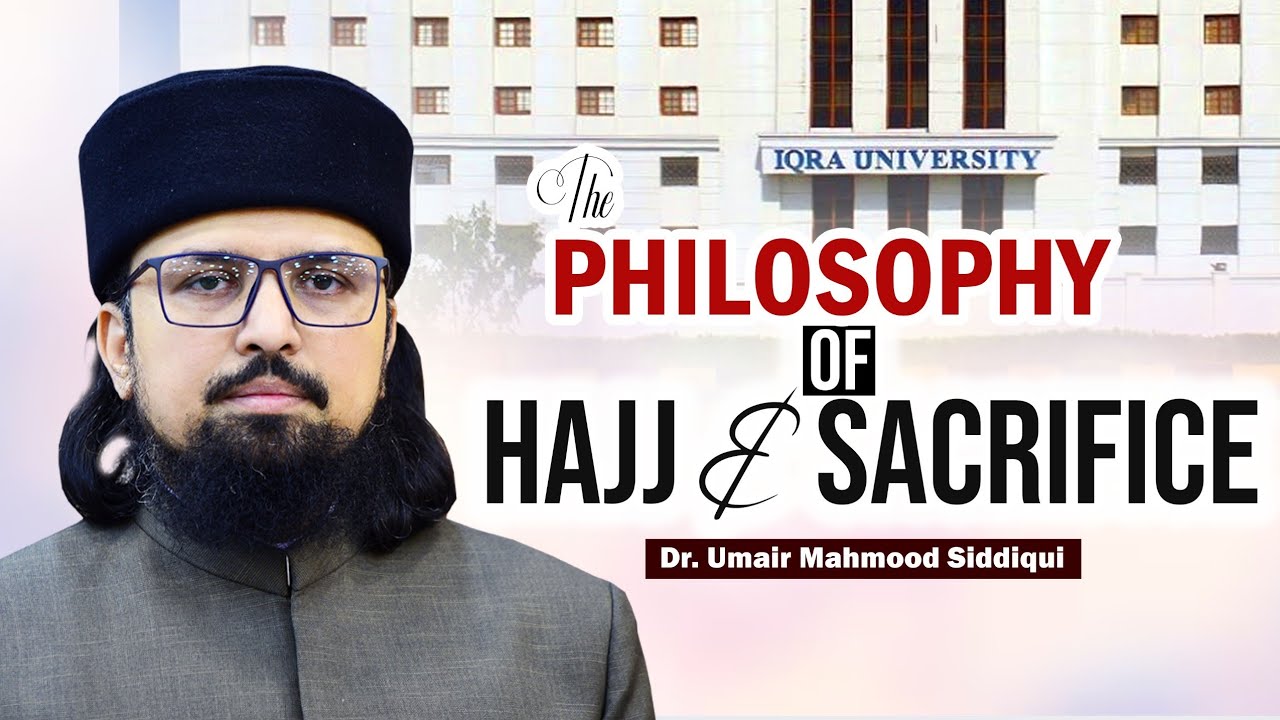 IQRA UNIVERSITY
The
PHILOSOPHY
OF
HAJJ & SACRIFICE
Dr. Umair Mahmood Siddiqui